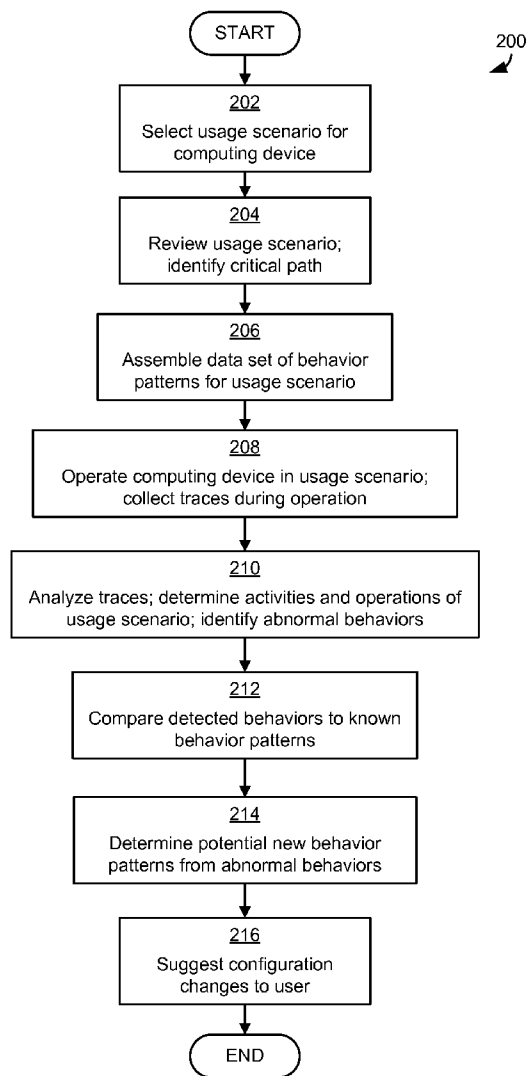 START
200
202
Select usage scenario for
computing device
204
Review usage scenario;
identify critical path
206
Assemble data set of behavior
patterns for usage scenario
208
Operate computing device in usage scenario;
collect traces during operation
210
Analyze traces; determine activities and operations of
usage scenario; identify abnormal behaviors
212
Compare detected behaviors to known
behavior patterns
214
Determine potential new behavior
patterns from abnormal behaviors
216
Suggest configuration
changes to user
END